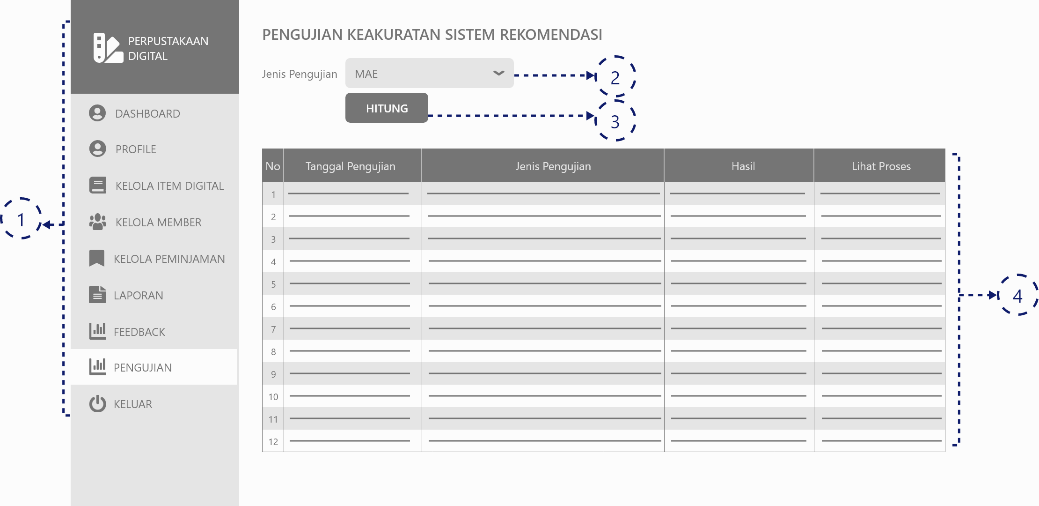 PERPUSTAKAAN
DIGITAL
DASHBOARD
PROFILE
KELOLA ITEM DIGITAL
KELOLA MEMBER
KELOLA PEMINJAMAN
LAPORAN
FEEDBACK
PENGUJIAN
KELUAR
1
PENGUJIAN KEAKURATAN SISTEM REKOMENDASI
Jenis Pengujian MAE
2
HITUNG
3
No Tanggal Pengujian Jenis Pengujian Hasil Lihat Proses
1
2
3
4
5
6
7
8
9
10
11
12
4